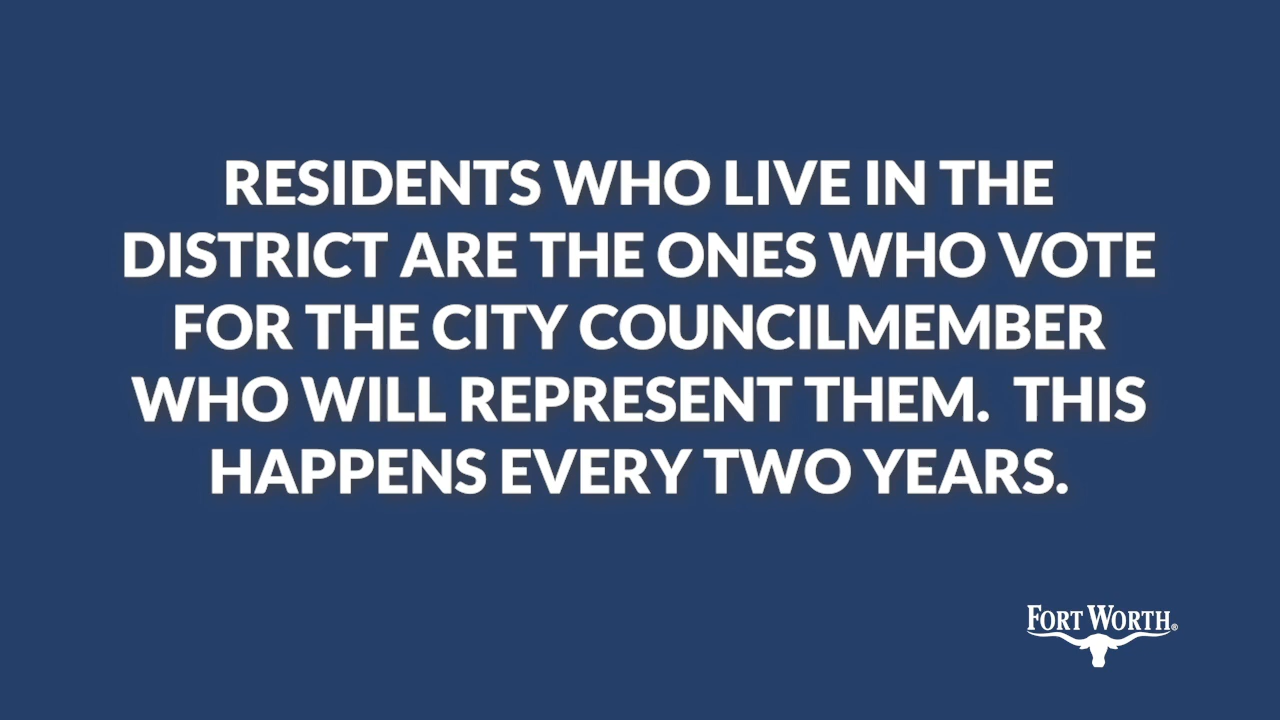 RESIDENTS WHO LIVE IN THE
DISTRICT ARE THE ONES WHO VOTE
FOR THE CITY COUNCILMEMBER
WHO WILL REPRESENT THEM.  THIS
HAPPENS EVERY TWO YEARS.
FORT WORTH®